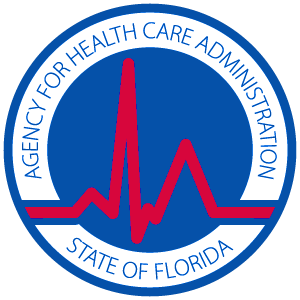 AGENCY FOR HEALTH CARE ADMINISTRATION
STATE OF FLORIDA